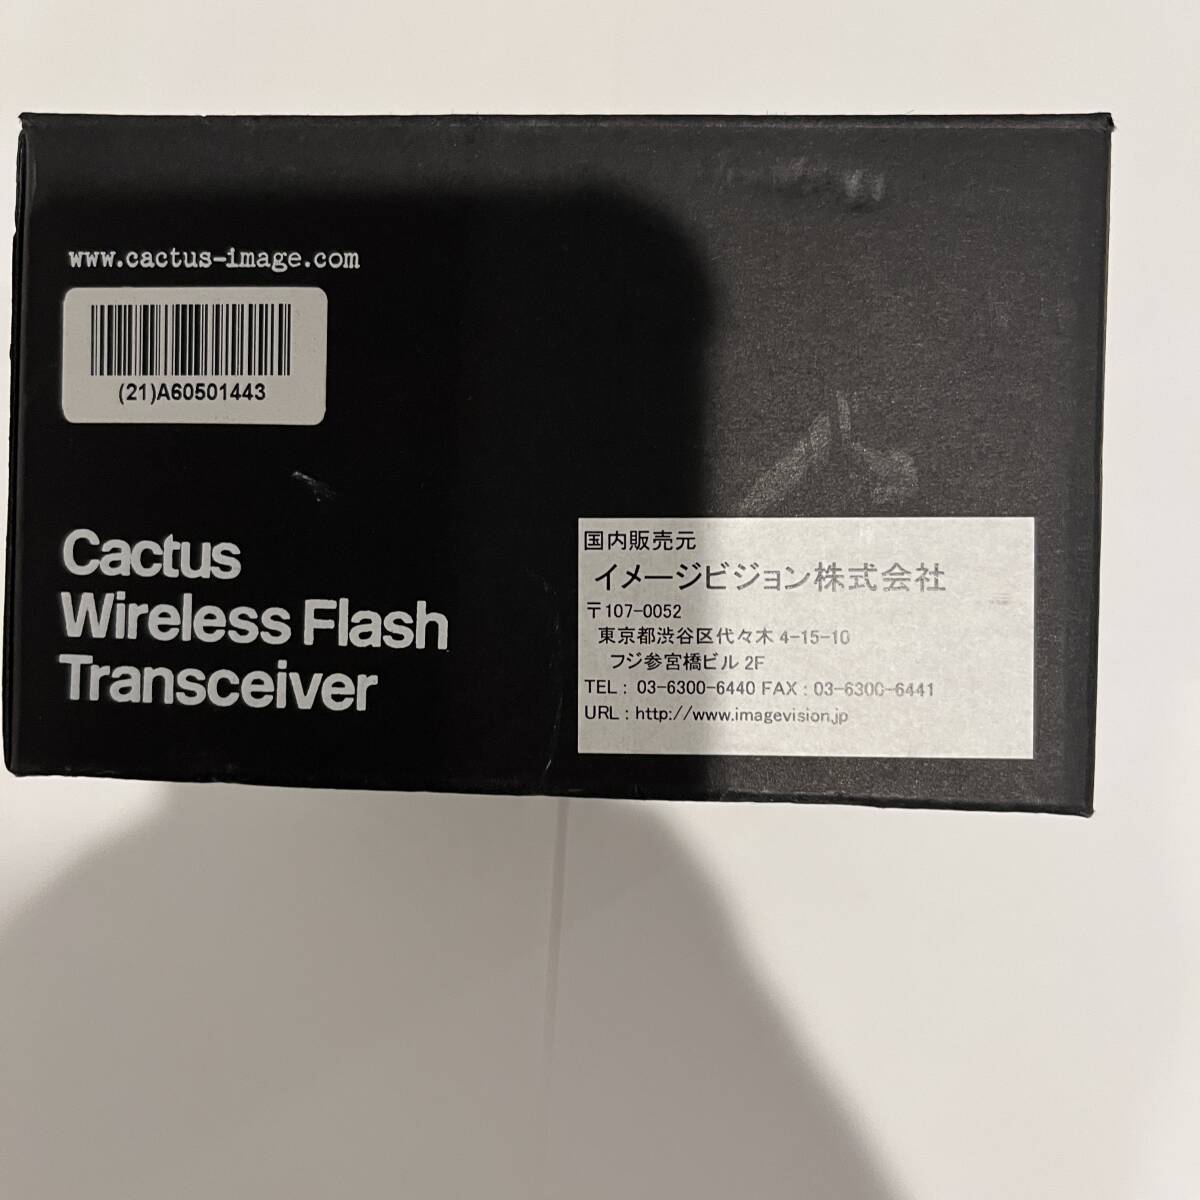 www.cactus-image.com
(21)A60501443
Cactus
Wireless Flash
Transceiver
国内販売元
イメージビジョン株式会社
〒107-0052
東京都渋谷区代々木 4-15-10
フジ参宮橋ビル 2F
TEL : 03-6300-6440 FAX : 03-6300-6441
URL : http://www.imagevision.jp